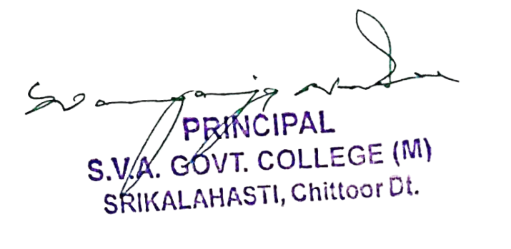 PRINCIPAL
S.V.A. GOVT. COLLEGE (M)
SRIKALAHASTI, Chittoor Dt.